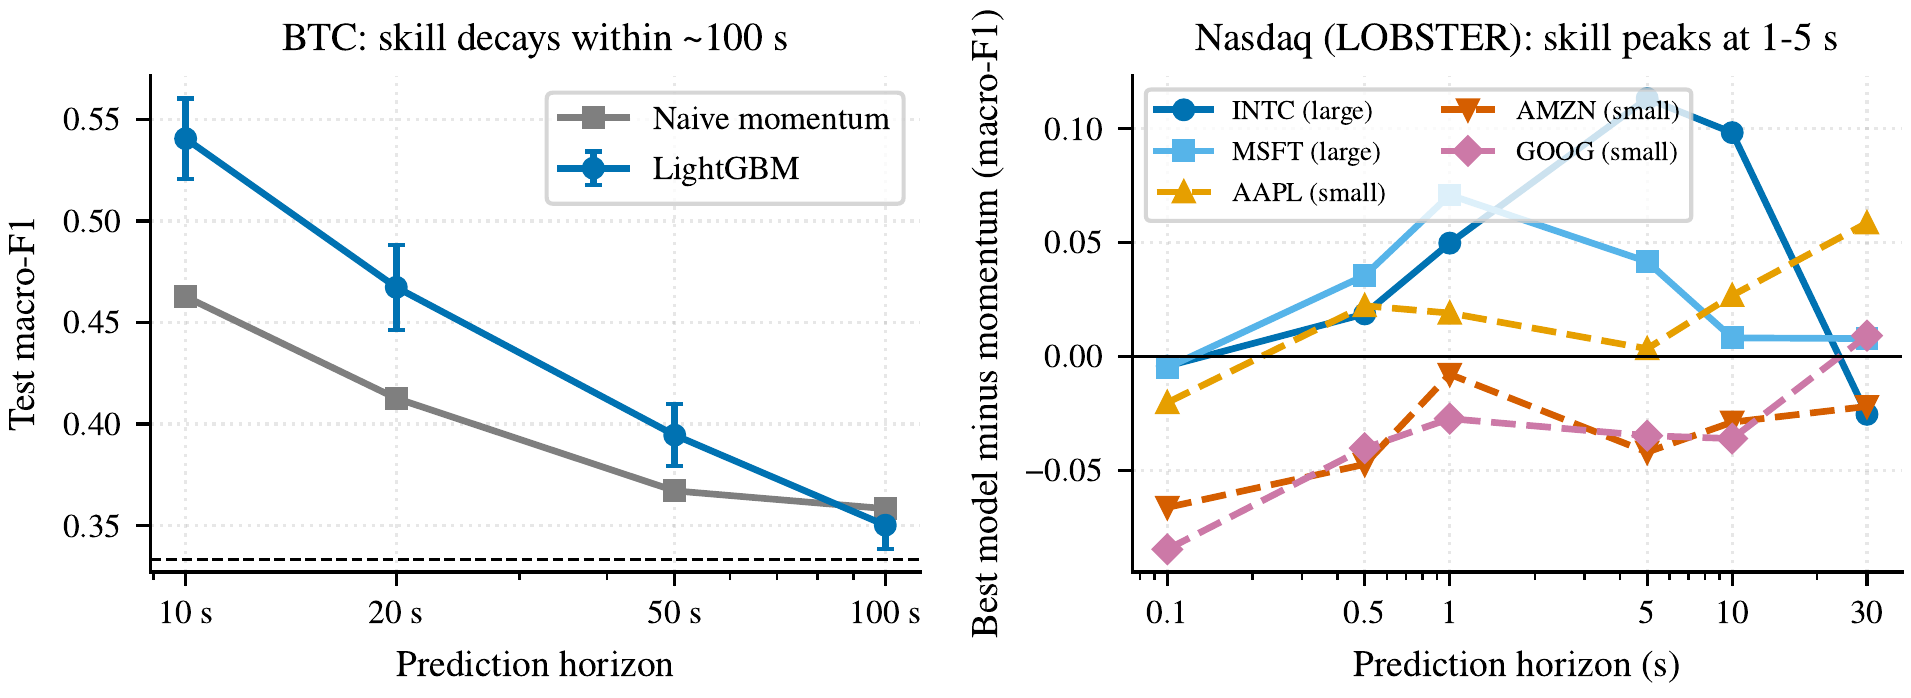 BTC: skill decays within ~100 s
Test macro-F1
0.55
0.50
0.45
0.40
0.35
Naive momentum
LightGBM
10 s
20 s
50 s
100 s
Prediction horizon
Nasdaq (LOBSTER): skill peaks at 1-5 s
Best model minus momentum (macro-F1)
0.10
0.05
0.00
−0.05
INTC (large)
MSFT (large)
AAPL (small)
AMZN (small)
GOOG (small)
0.1
0.5
1
5
10
30
Prediction horizon (s)